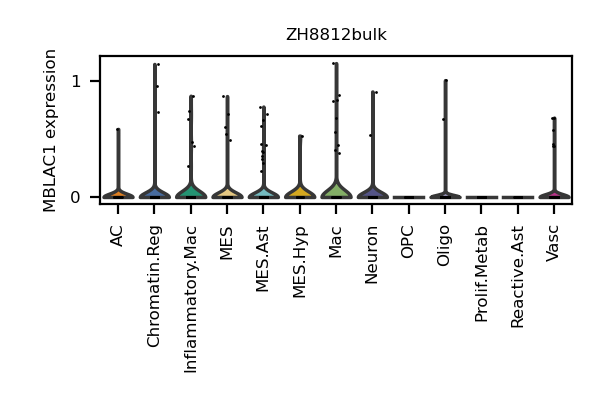 ZH8812bulk
MBLAC1 expression
1
0
AC
Chromatin.Reg
Inflammatory.Mac
MES
MES.Ast
MES.Hyp
Mac
Neuron
OPC
Oligo
Prolif.Metab
Reactive.Ast
Vasc